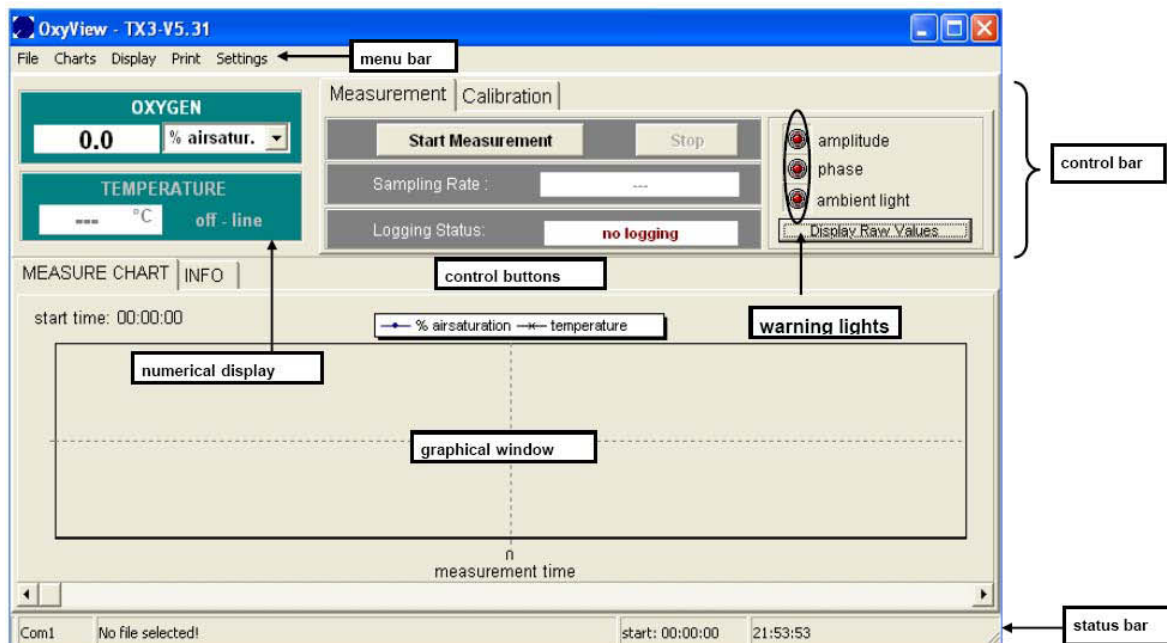 OxyView - TX3-V5.31
File Charts Display Print Settings
menu bar
OXYGEN
0.0 % airsatur.
TEMPERATURE
--- °C off - line
Measurement Calibration
Start Measurement Stop
Sampling Rate : ---
Logging Status: no logging
amplitude
phase
ambient light
Display Raw Values
control bar
MEASURE CHART INFO
control buttons
start time: 00:00:00
% airsaturation temperature
warning lights
numerical display
graphical window
0
measurement time
Com1 No file selected! start: 00:00:00 21:53:53
status bar